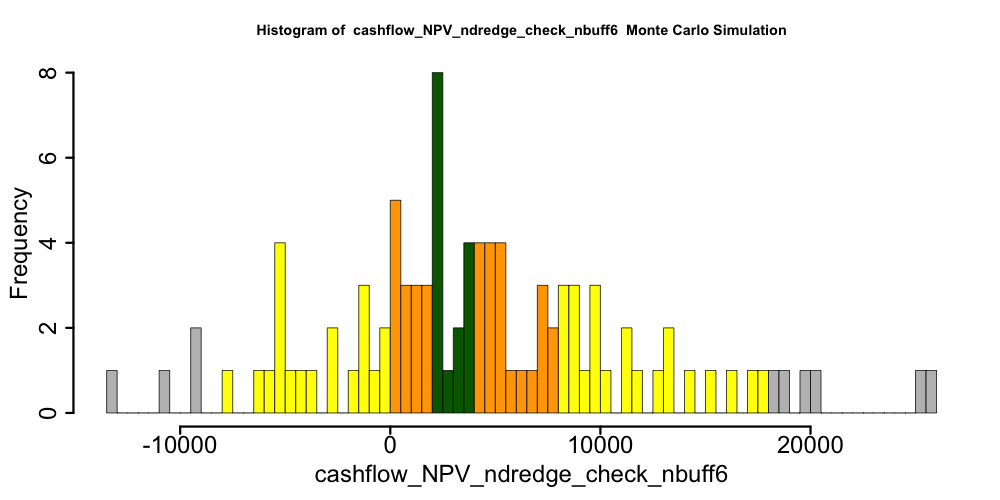 Histogram of  cashflow_NPV_ndredge_check_nbuff6  Monte Carlo Simulation
8
6
4
2
0
Frequency
-10000 0 10000 20000
cashflow_NPV_ndredge_check_nbuff6